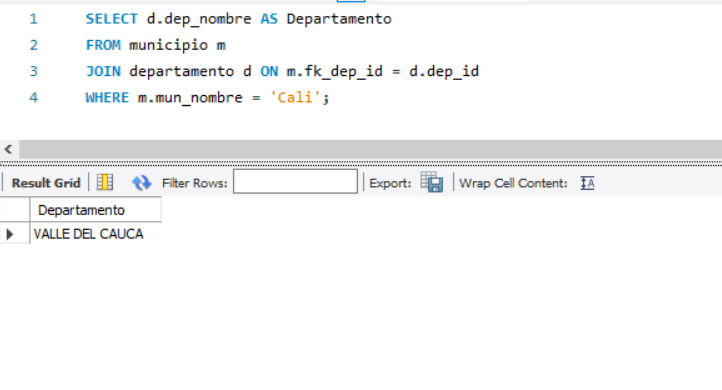 1 SELECT d.dep_nombre AS Departamento
2 FROM municipio m
3 JOIN departamento d ON m.fk_dep_id = d.dep_id
4 WHERE m.mun_nombre = 'Cali';
Result Grid Filter Rows: Export: Wrap Cell Content: IA
Departamento
VALLE DEL CAUCA